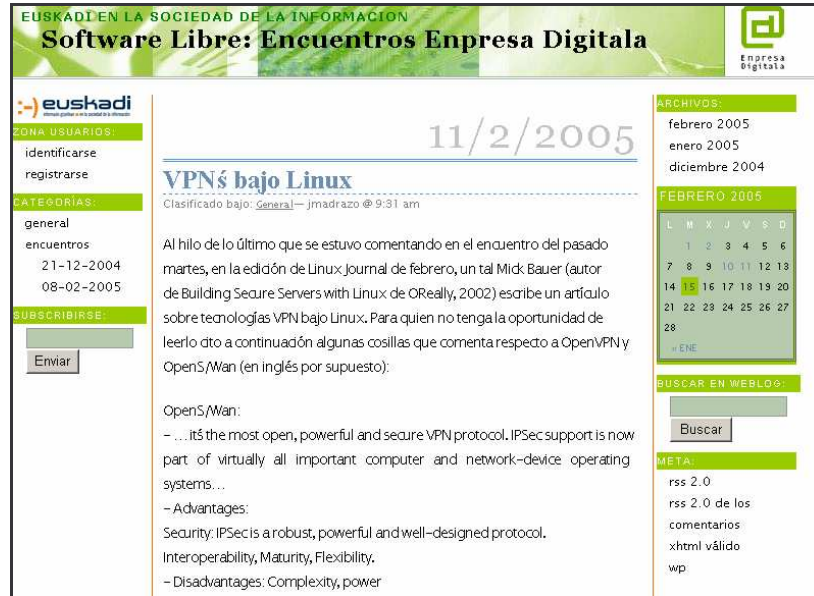 EUSKADI EN LA SOCIEDAD DE LA INFORMACION
Software Libre: Encuentros Enpresa Digitala
Enpresa
Digitala
:-) euskadi
ZONA USUARIOS:
identificarse
registrarse
CATEGORÍAS:
general
encuentros
21-12-2004
08-02-2005
SUBSCRIBIRSE:
Enviar
11/2/2005
VPNś bajo Linux
Clasificado bajo: General— jmadrazo @ 9:31 am
Al hilo de lo último que se estuvo comentando en el encuentro del pasado
martes, en la edición de Linux Journal de febrero, un tal Mick Bauer (autor
de Building Secure Servers with Linux de OReally, 2002) escribe un artículo
sobre tecnologías VPN bajo Linux. Para quien no tenga la oportunidad de
leerlo cito a continuación algunas cosillas que comenta respecto a OpenVPN y
OpenS/Wan (en inglés por supuesto):
OpenS/Wan:
– …itś the most open, powerful and secure VPN protocol. IPSec support is now
part of virtually all important computer and network–device operating
systems…
– Advantages:
Security: IPSec is a robust, powerful and well–designed protocol.
Interoperability, Maturity, Flexibility.
– Disadvantages: Complexity, power
ARCHIVOS:
febrero 2005
enero 2005
diciembre 2004
FEBRERO 2005
L M X J V S D
1 2 3 4 5 6
7 8 9 10 11 12 13
14 15 16 17 18 19 20
21 22 23 24 25 26 27
28
« ENE
BUSCAR EN WEBLOG:
Buscar
META:
rss 2.0
rss 2.0 de los
comentarios
xhtml válido
wp